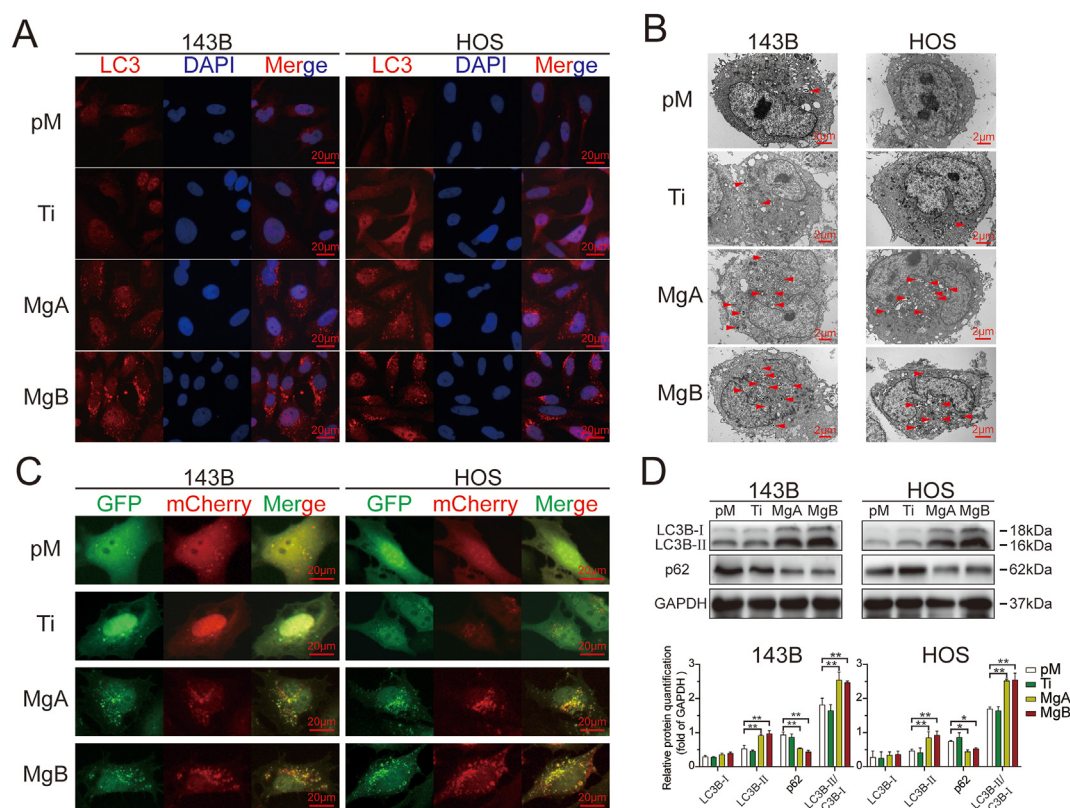 A
143B
HOS
LC3 DAPI Merge LC3 DAPI Merge
pM
20μm 20μm
Ti
20μm 20μm
MgA
20μm 20μm
MgB
20μm 20μm
B
143B HOS
pM
2μm 2μm
Ti
2μm 2μm
MgA
2μm 2μm
MgB
2μm 2μm
C
143B HOS
GFP mCherry Merge GFP mCherry Merge
pM
20μm 20μm
Ti
20μm 20μm
MgA
20μm 20μm
MgB
20μm 20μm
D
143B HOS
pM Ti MgA MgB pM Ti MgA MgB
LC3B-I -18kDa
LC3B-II -16kDa
p62 -62kDa
GAPDH -37kDa
143B HOS
Relative protein quantification
(fold of GAPDH)
4
3
2
1
0
** ** ** ** ** **
** ** * * ** **
pM
Ti
MgA
MgB
LC3B-I LC3B-II p62 LC3B-II/LC3B-I
LC3B-I LC3B-II p62 LC3B-II/LC3B-I